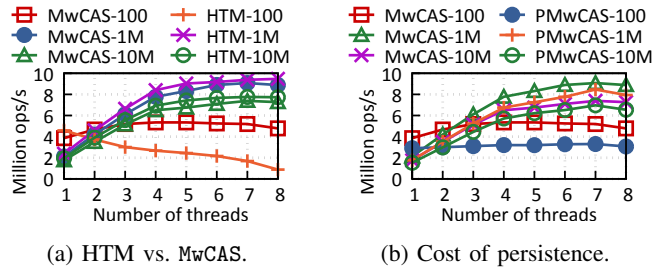 MwCAS-100 HTM-100
MwCAS-1M HTM-1M
MwCAS-10M HTM-10M
Million ops/s
10
8
6
4
2
0
1 2 3 4 5 6 7 8
Number of threads
(a) HTM vs. MwCAS.
MwCAS-100 PMwCAS-100
MwCAS-1M PMwCAS-1M
MwCAS-10M PMwCAS-10M
Million ops/s
10
8
6
4
2
0
1 2 3 4 5 6 7 8
Number of threads
(b) Cost of persistence.